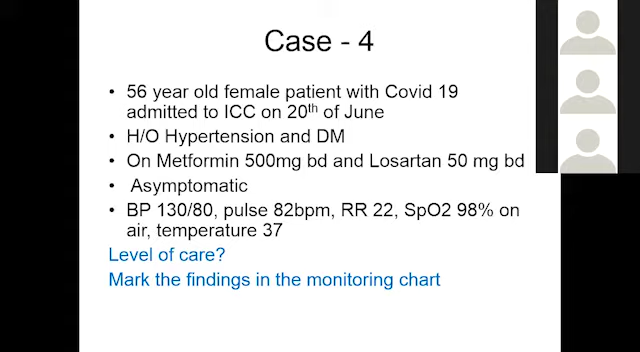 Case - 4
• 56 year old female patient with Covid 19
admitted to ICC on 20th of June
• H/O Hypertension and DM
• On Metformin 500mg bd and Losartan 50 mg bd
• Asymptomatic
• BP 130/80, pulse 82bpm, RR 22, SpO2 98% on
air, temperature 37
Level of care?
Mark the findings in the monitoring chart